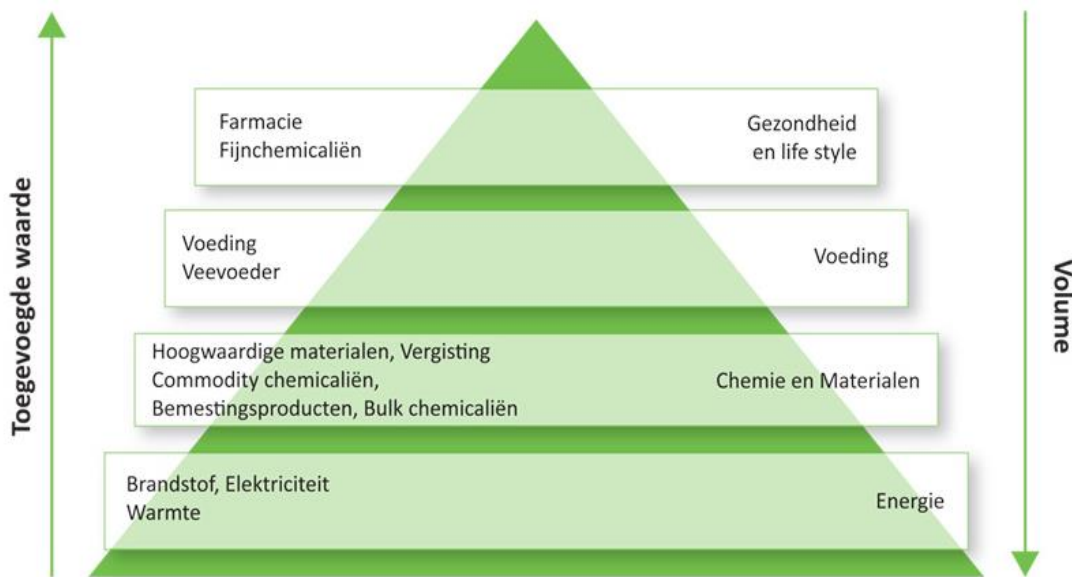 Toegevoegde waarde
Farmacie
Fijnchemicaliën
Gezondheid
en life style
Voeding
Veevoeder
Voeding
Hoogwaardige materialen, Vergisting
Commodity chemicaliën,
Bemestingsproducten, Bulk chemicaliën
Chemie en Materialen
Brandstof, Elektriciteit
Warmte
Energie
Volume